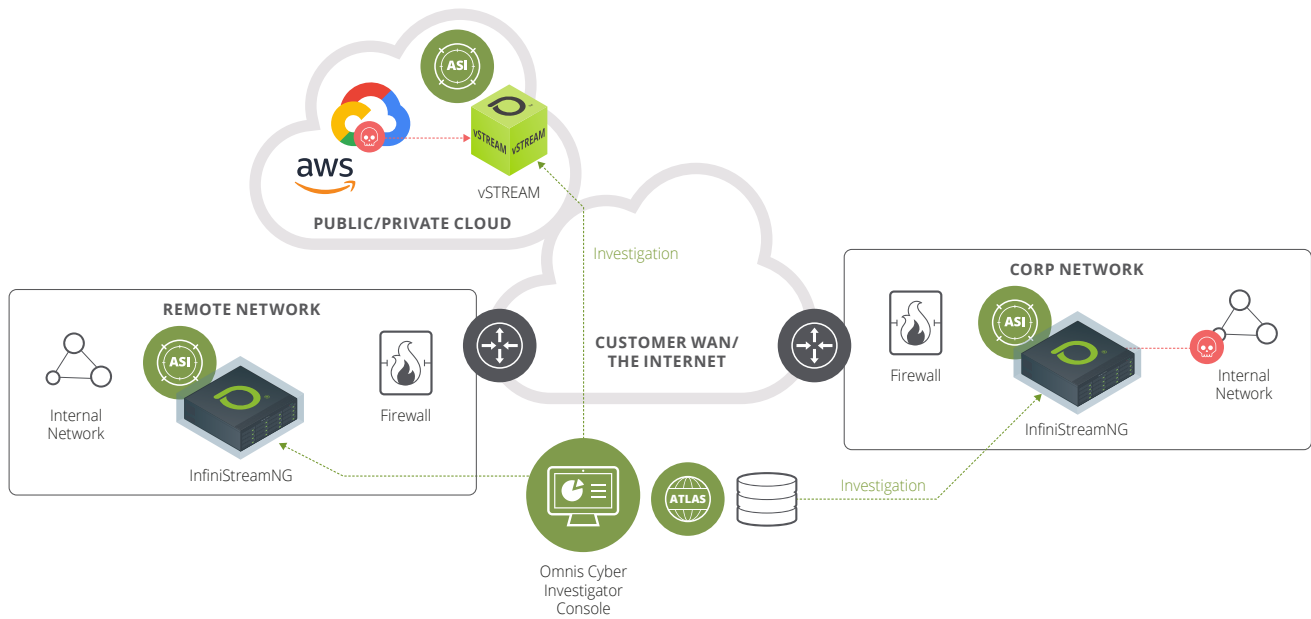 ASI
aws
vSTREAM
vSTREAM
vSTREAM
PUBLIC/PRIVATE CLOUD
Investigation
REMOTE NETWORK
ASI
Internal
Network
InfiniStreamNG
Firewall
CUSTOMER WAN/
THE INTERNET
CORP NETWORK
Firewall
ASI
InfiniStreamNG
Internal
Network
ATLAS
Investigation
Omnis Cyber
Investigator
Console